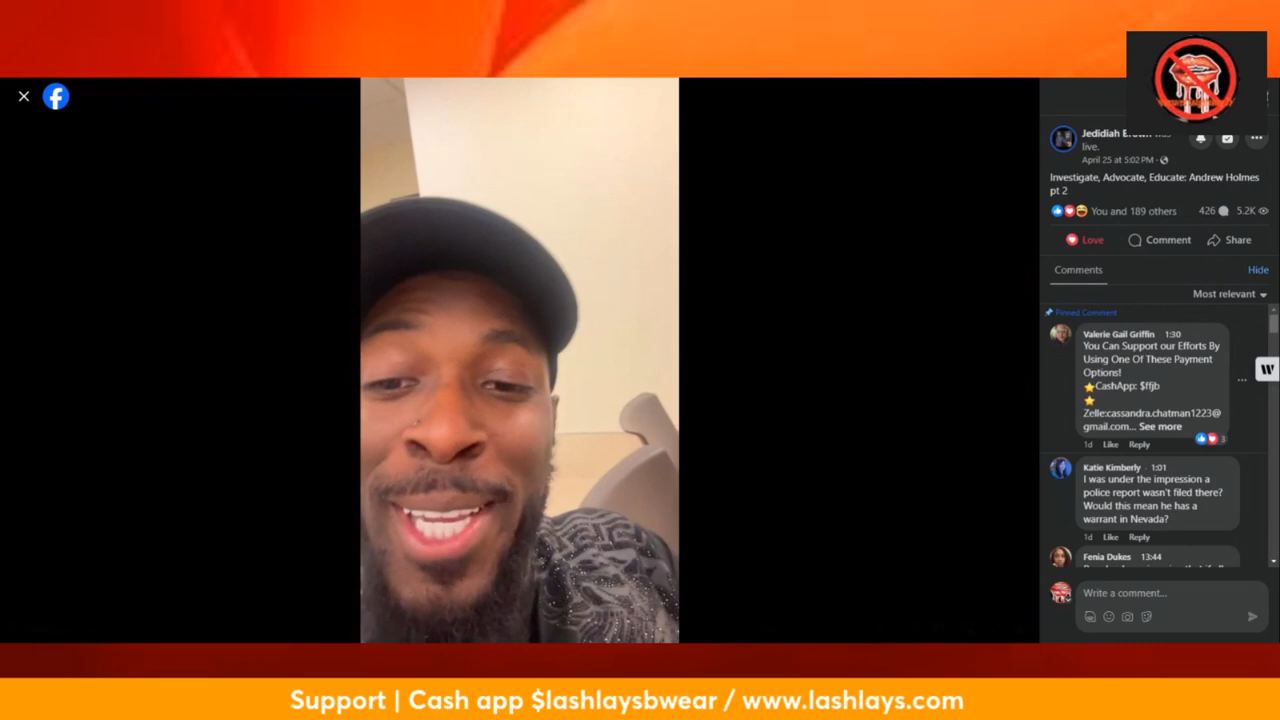 Jedidiah Brown was
live.
April 25 at 5:02 PM ·
Investigate, Advocate, Educate: Andrew Holmes
pt 2
You and 189 others 426 5.2K
Love Comment Share
Comments Hide
Most relevant
Pinned Comment
Valerie Gail Griffin 1:30
You Can Support our Efforts By
Using One Of These Payment
Options!
⭐CashApp: $ffjb
⭐
Zelle:cassandra.chatman1223@
gmail.com... See more
1d Like Reply 3
Katie Kimberly · 1:01
I was under the impression a
police report wasn't filed there?
Would this mean he has a
warrant in Nevada?
1d Like Reply
Fenia Dukes 13:44
Write a comment...
W
Support | Cash app $lashlaysbwear / www.lashlays.com